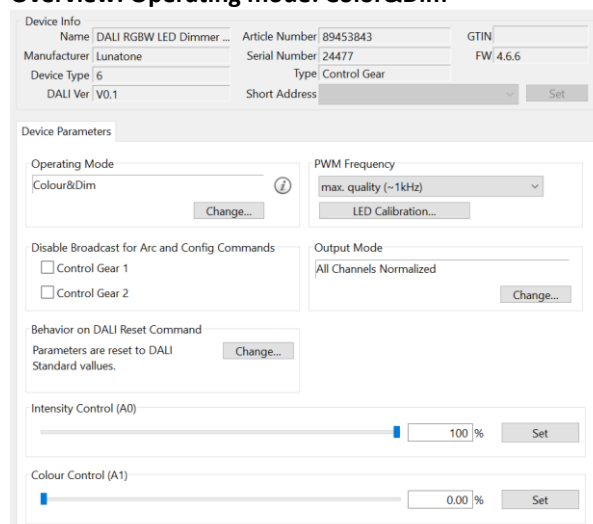 Overview: Operating mode: Color&Dim
Device Info
Name DALI RGBW LED Dimmer ... Article Number 89453843 GTIN
Manufacturer Lunatone Serial Number 24477 FW 4.6.6
Device Type 6 Type Control Gear
DALI Ver V0.1 Short Address Set
Device Parameters
Operating Mode PWM Frequency
Colour&Dim i max. quality (~1kHz)
Change... LED Calibration...
Disable Broadcast for Arc and Config Commands Output Mode
Control Gear 1 All Channels Normalized
Control Gear 2 Change...
Behavior on DALI Reset Command
Parameters are reset to DALI Change...
Standard vallues.
Intensity Control (A0)
100 % Set
Colour Control (A1)
0.00 % Set